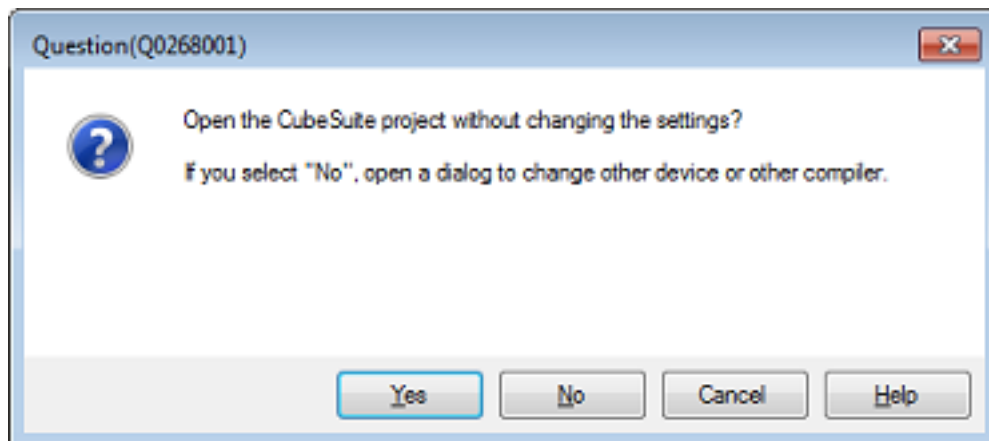 Question(Q0268001)
Open the CubeSuite project without changing the settings?
If you select "No", open a dialog to change other device or other compiler.
Yes No Cancel Help